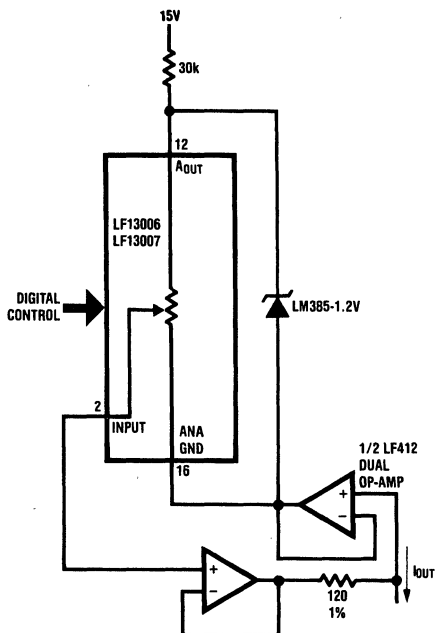 15V
30k
12
AOUT
LF13006
LF13007
DIGITAL
CONTROL
LM385-1.2V
2
INPUT
ANA
GND
16
1/2 LF412
DUAL
OP-AMP
+
−
IOUT
+
−
120
1%